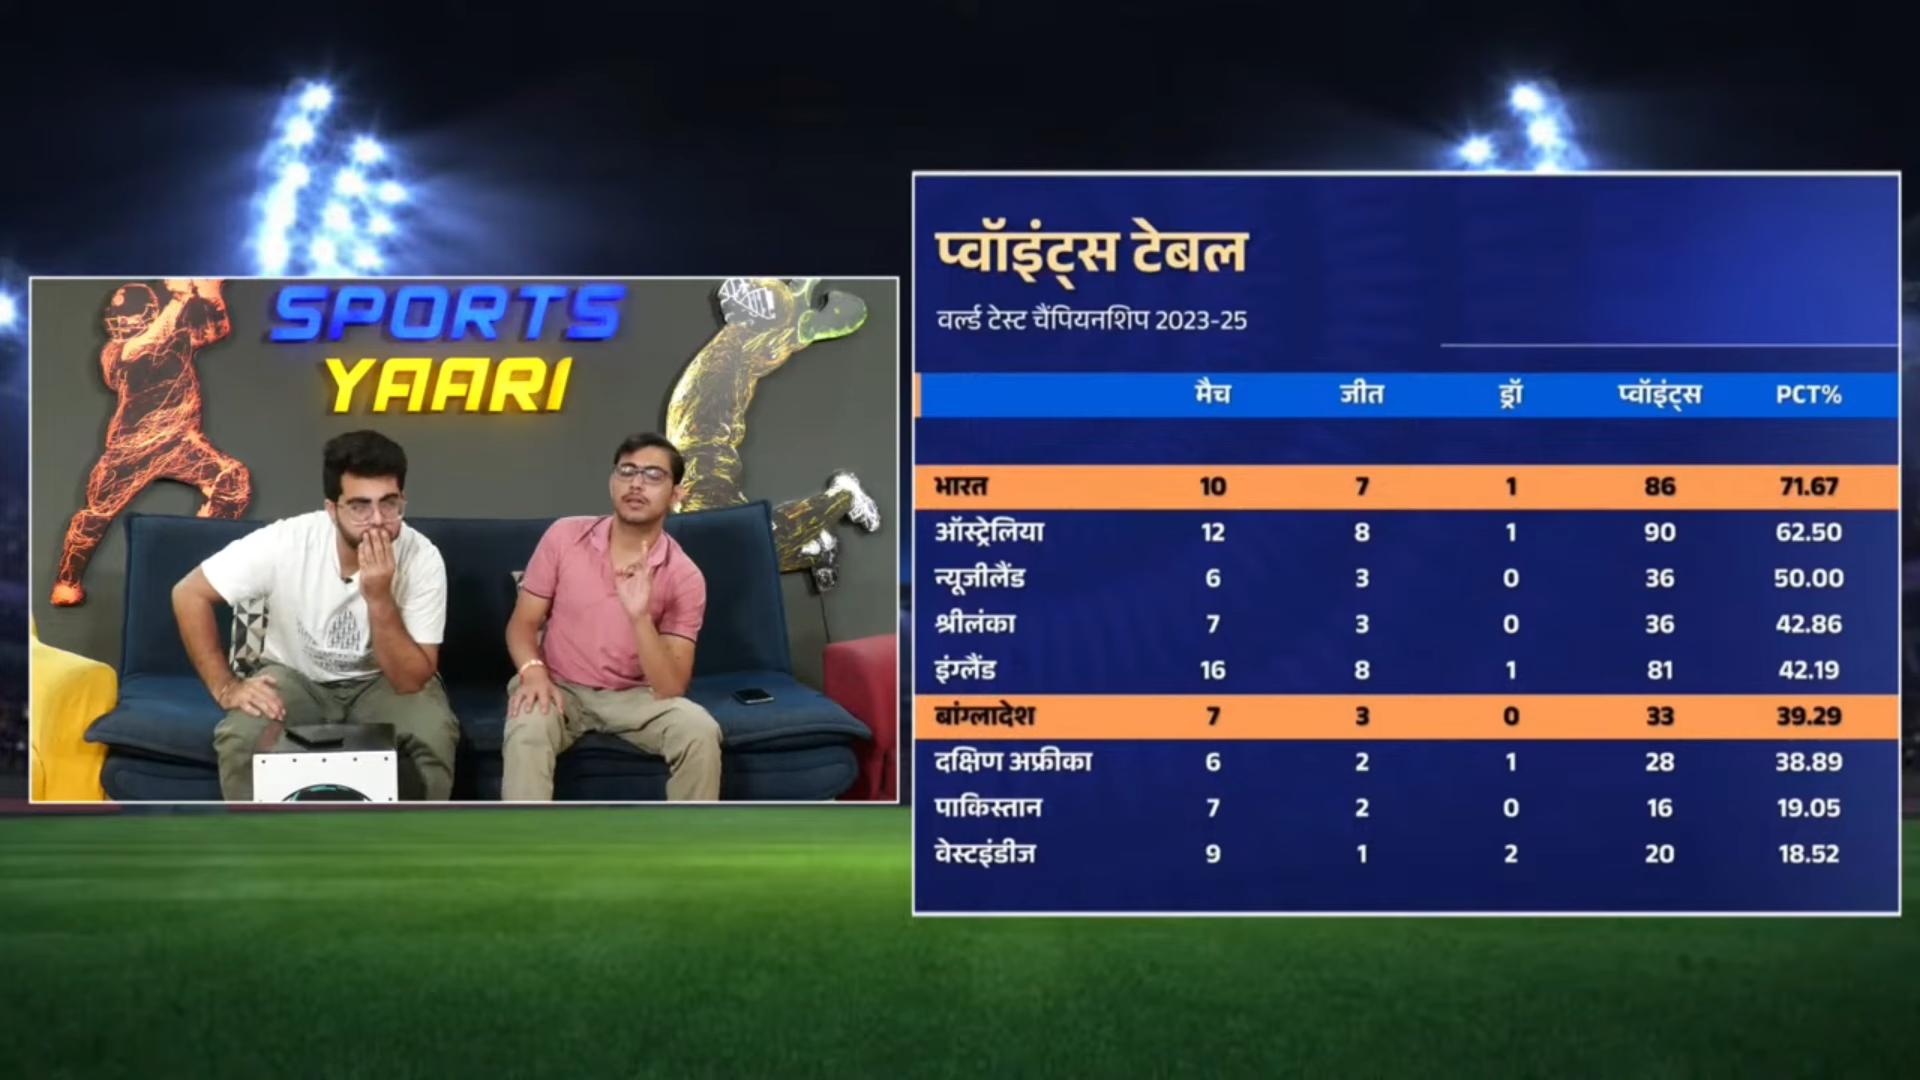 SPORTS
YAARI
प्वॉइंट्स टेबल
वर्ल्ड टेस्ट चैंपियनशिप 2023-25
मैच जीत ड्रॉ प्वॉइंट्स PCT%
भारत 10 7 1 86 71.67
ऑस्ट्रेलिया 12 8 1 90 62.50
न्यूजीलैंड 6 3 0 36 50.00
श्रीलंका 7 3 0 36 42.86
इंग्लैंड 16 8 1 81 42.19
बांग्लादेश 7 3 0 33 39.29
दक्षिण अफ्रीका 6 2 1 28 38.89
पाकिस्तान 7 2 0 16 19.05
वेस्टइंडीज 9 1 2 20 18.52